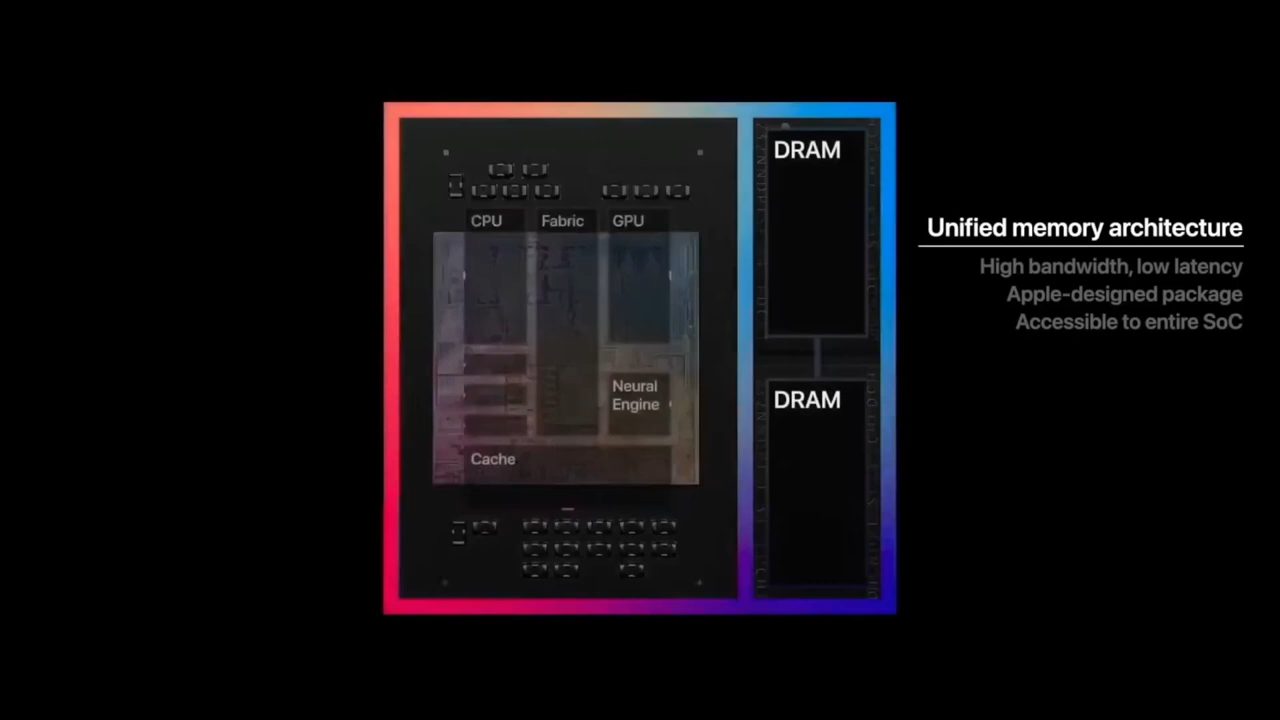 DRAM
CPU
Fabric
GPU
Unified memory architecture
High bandwidth, low latency
Apple-designed package
Accessible to entire SoC
Neural
Engine
DRAM
Cache